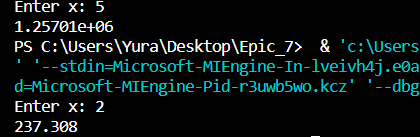 Enter x: 5
1.25701e+06
PS C:\Users\Yura\Desktop\Epic_7>  & 'c:\Users
' '--stdin=Microsoft-MIEngine-In-lveivh4j.e0a
d=Microsoft-MIEngine-Pid-r3uwb5wo.kcz' '--dbg
Enter x: 2
237.308